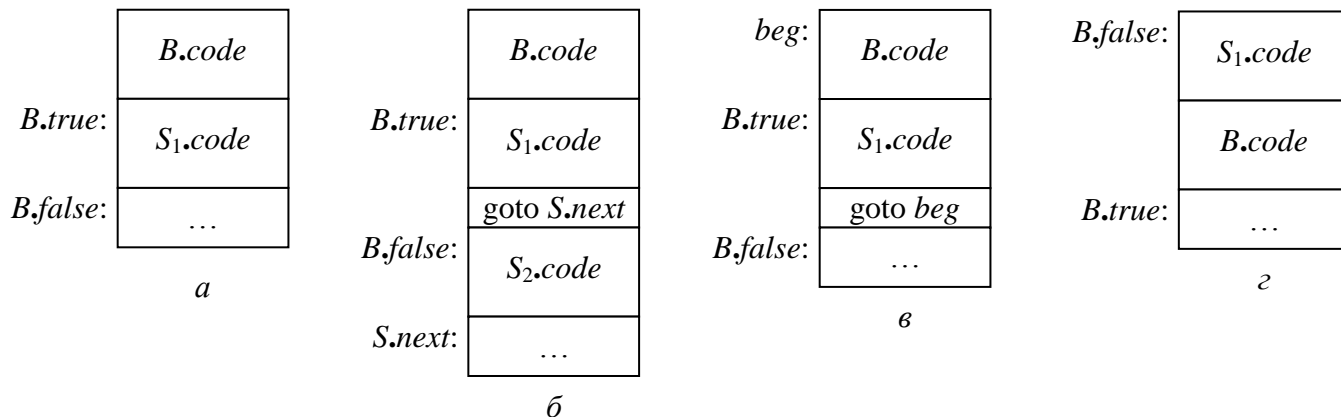 B.code
B.true:
S₁.code
B.false:
…
а
B.code
B.true:
S₁.code
goto S.next
B.false:
S₂.code
S.next:
…
б
beg:
B.code
B.true:
S₁.code
goto beg
B.false:
…
в
B.false:
S₁.code
B.code
B.true:
…
г